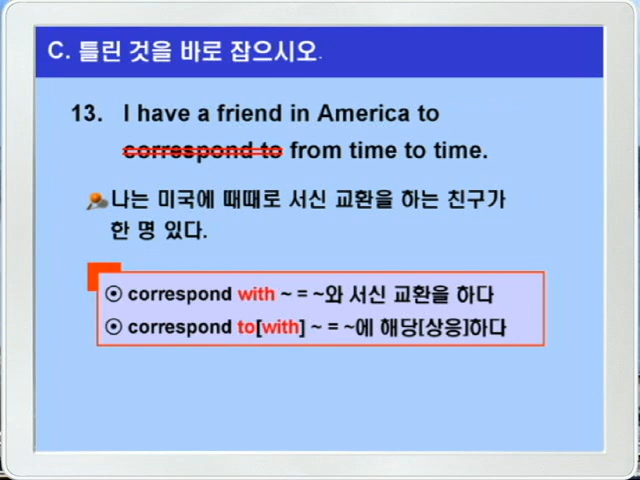 C. 틀린 것을 바로 잡으시오.
13. I have a friend in America to
correspond to from time to time.
나는 미국에 때때로 서신 교환을 하는 친구가
한 명 있다.
⊙ correspond with ~ = ~와 서신 교환을 하다
⊙ correspond to[with] ~ = ~에 해당[상응]하다